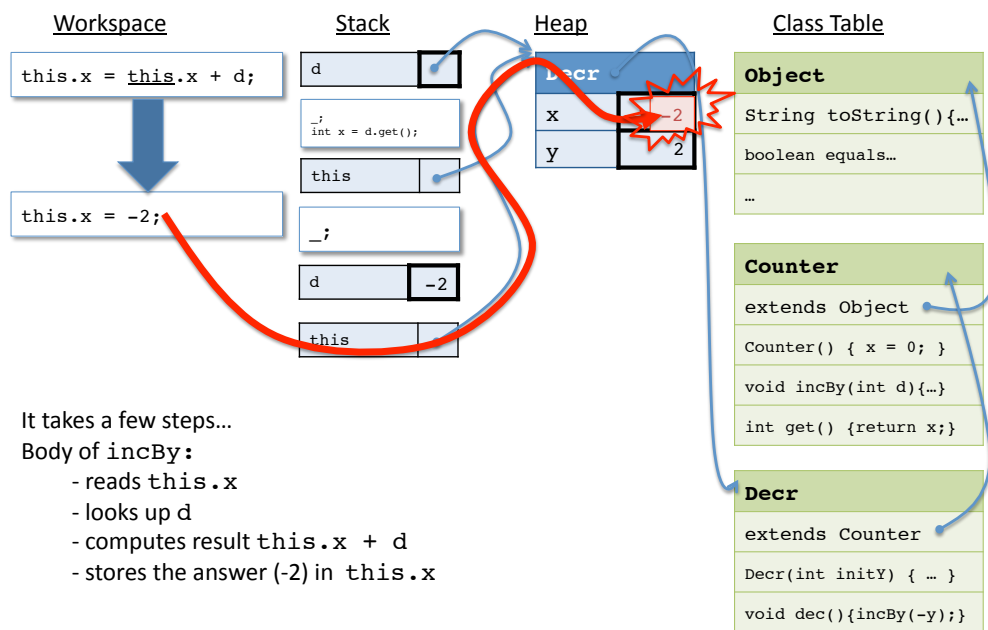 Workspace
Stack
Heap
Class Table
this.x = this.x + d;
this.x = -2;
d
_;
int x = d.get();
this
_;
d -2
this
Decr
x -2
y 2
Object
String toString(){…
boolean equals…
…
Counter
extends Object
Counter() { x = 0; }
void incBy(int d){…}
int get() {return x;}
Decr
extends Counter
Decr(int initY) { … }
void dec(){incBy(-y);}
It takes a few steps…
Body of incBy:
- reads this.x
- looks up d
- computes result this.x + d
- stores the answer (-2) in this.x